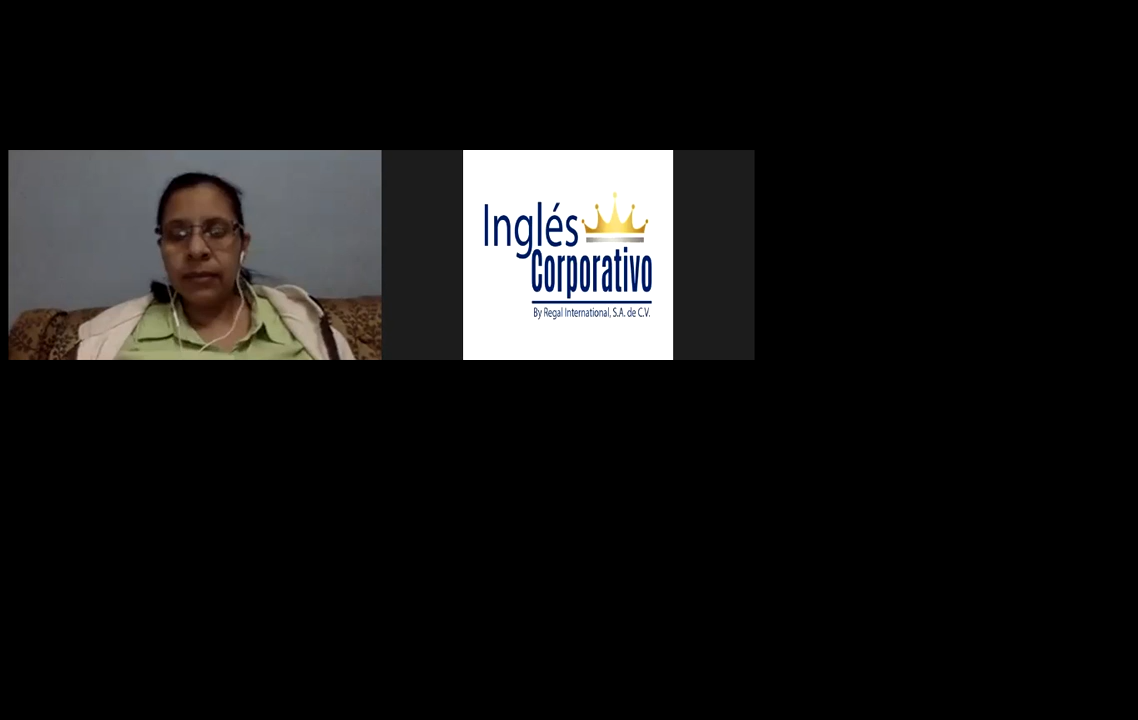 Inglés
Corporativo
By Regal International, S.A. de C.V.